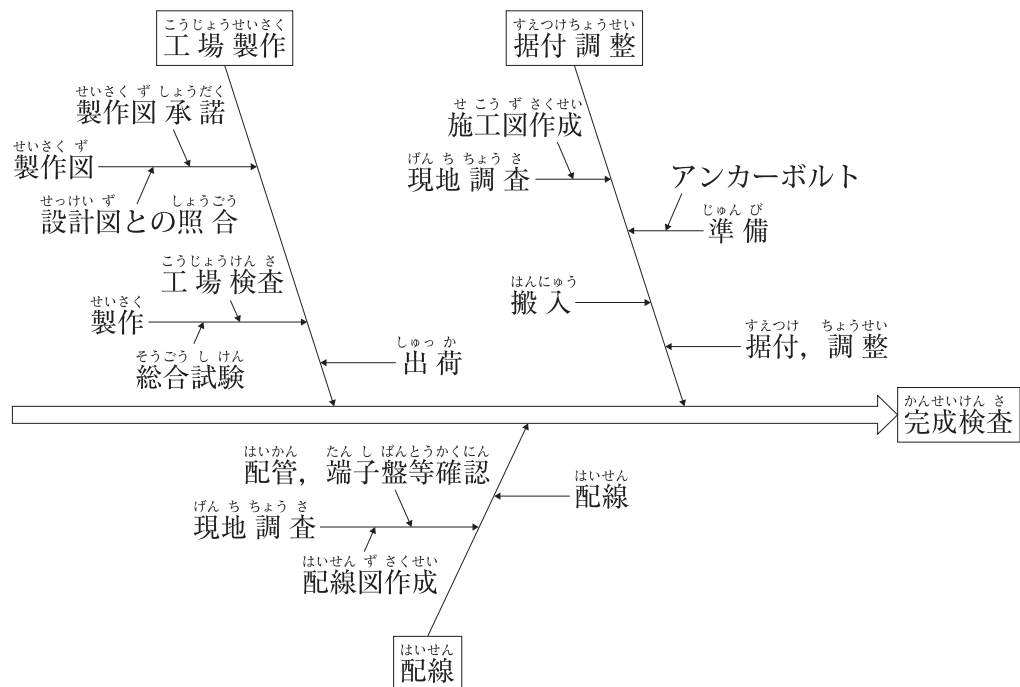 こうじょうせいさく
工場製作
すえつけちょうせい
据付調整
せいさく ず しょうだく
製作図承諾
せいさく ず
製作図
せっけい ず しょうごう
設計図との照合
こうじょうけん さ
工場検査
せいさく
製作
そうごう し けん
総合試験
しゅっ か
出荷
せ こう ず さくせい
施工図作成
げん ち ちょう さ
現地調査
アンカーボルト
じゅん び
準備
はんにゅう
搬入
すえつけ ちょうせい
据付，調整
かんせいけん さ
完成検査
はいかん たん し ばんとうかくにん
配管，端子盤等確認
げん ち ちょう さ
現地調査
はいせん ず さくせい
配線図作成
はいせん
配線
はいせん
配線